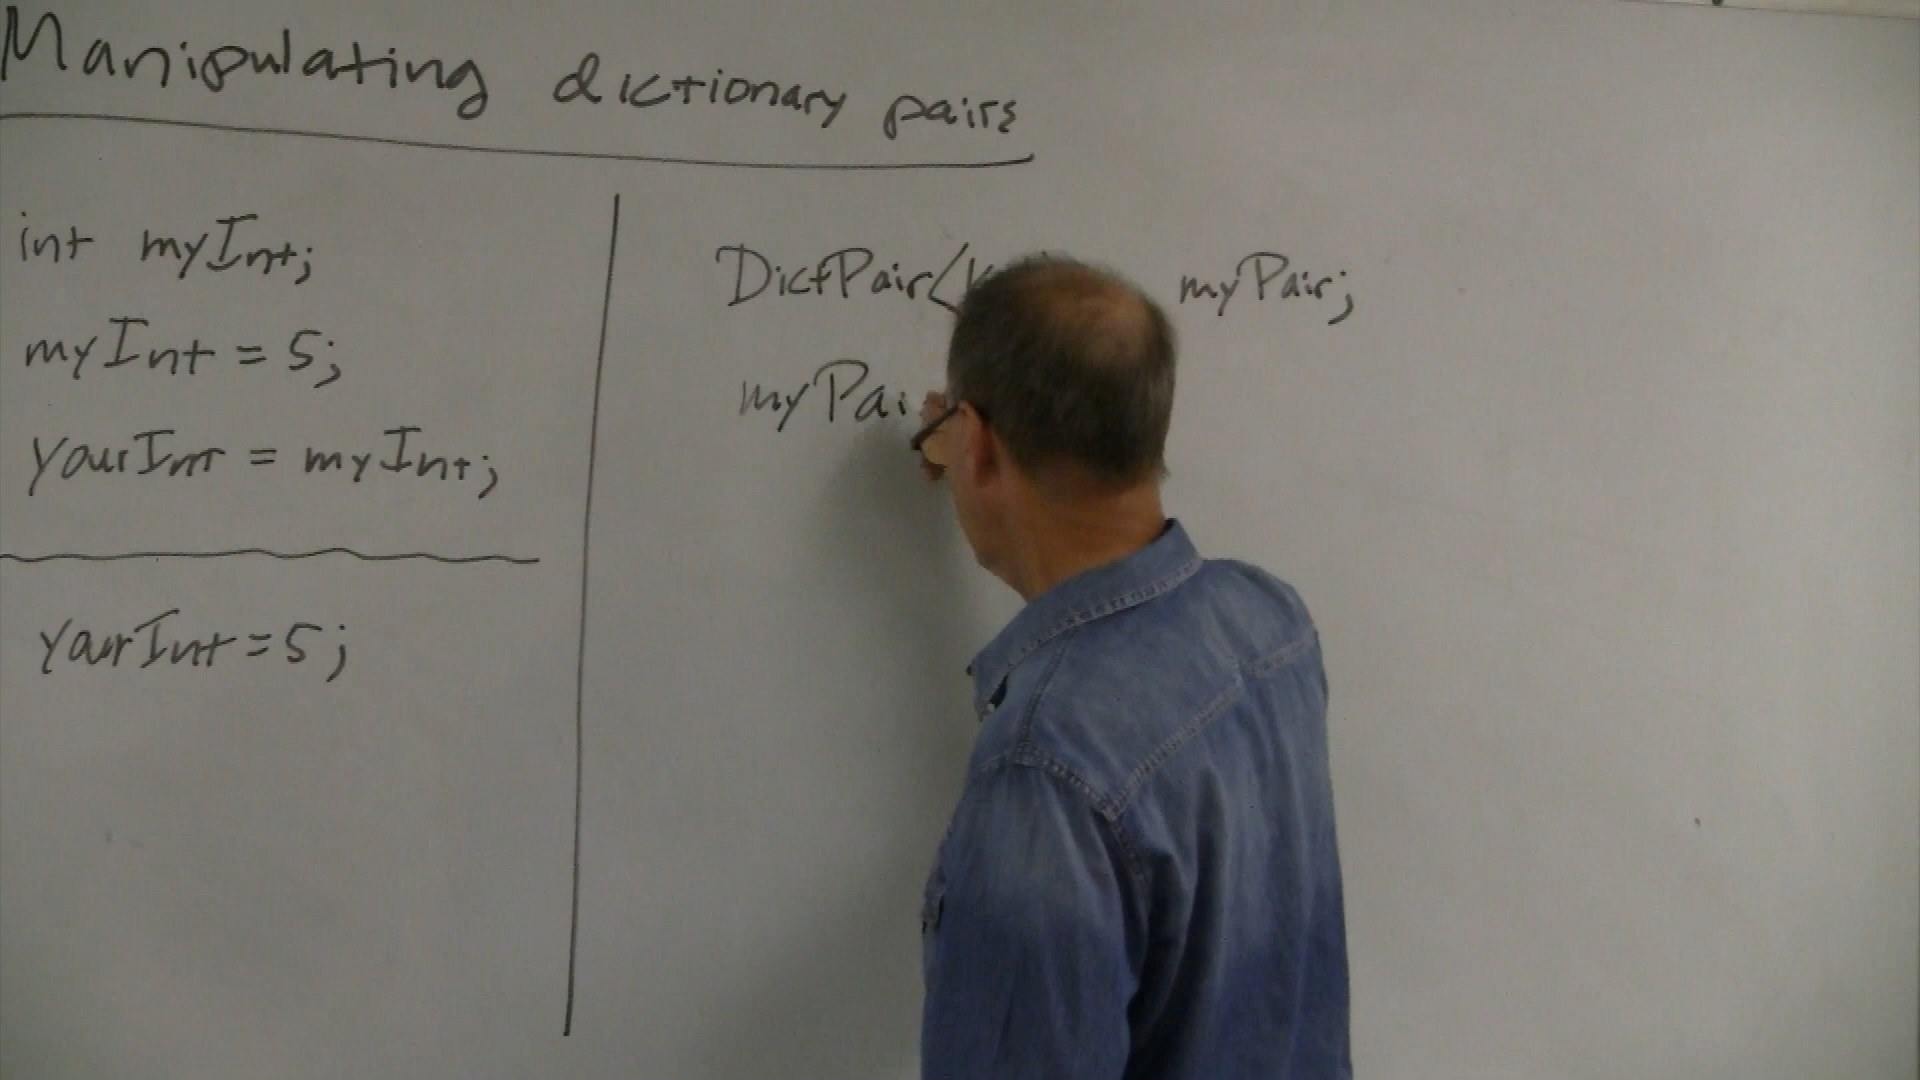 Manipulating dictionary pairs
int myInt;
myInt = 5;
yourInt = myInt;
yourInt = 5;
DictPair< myPair;
myPai